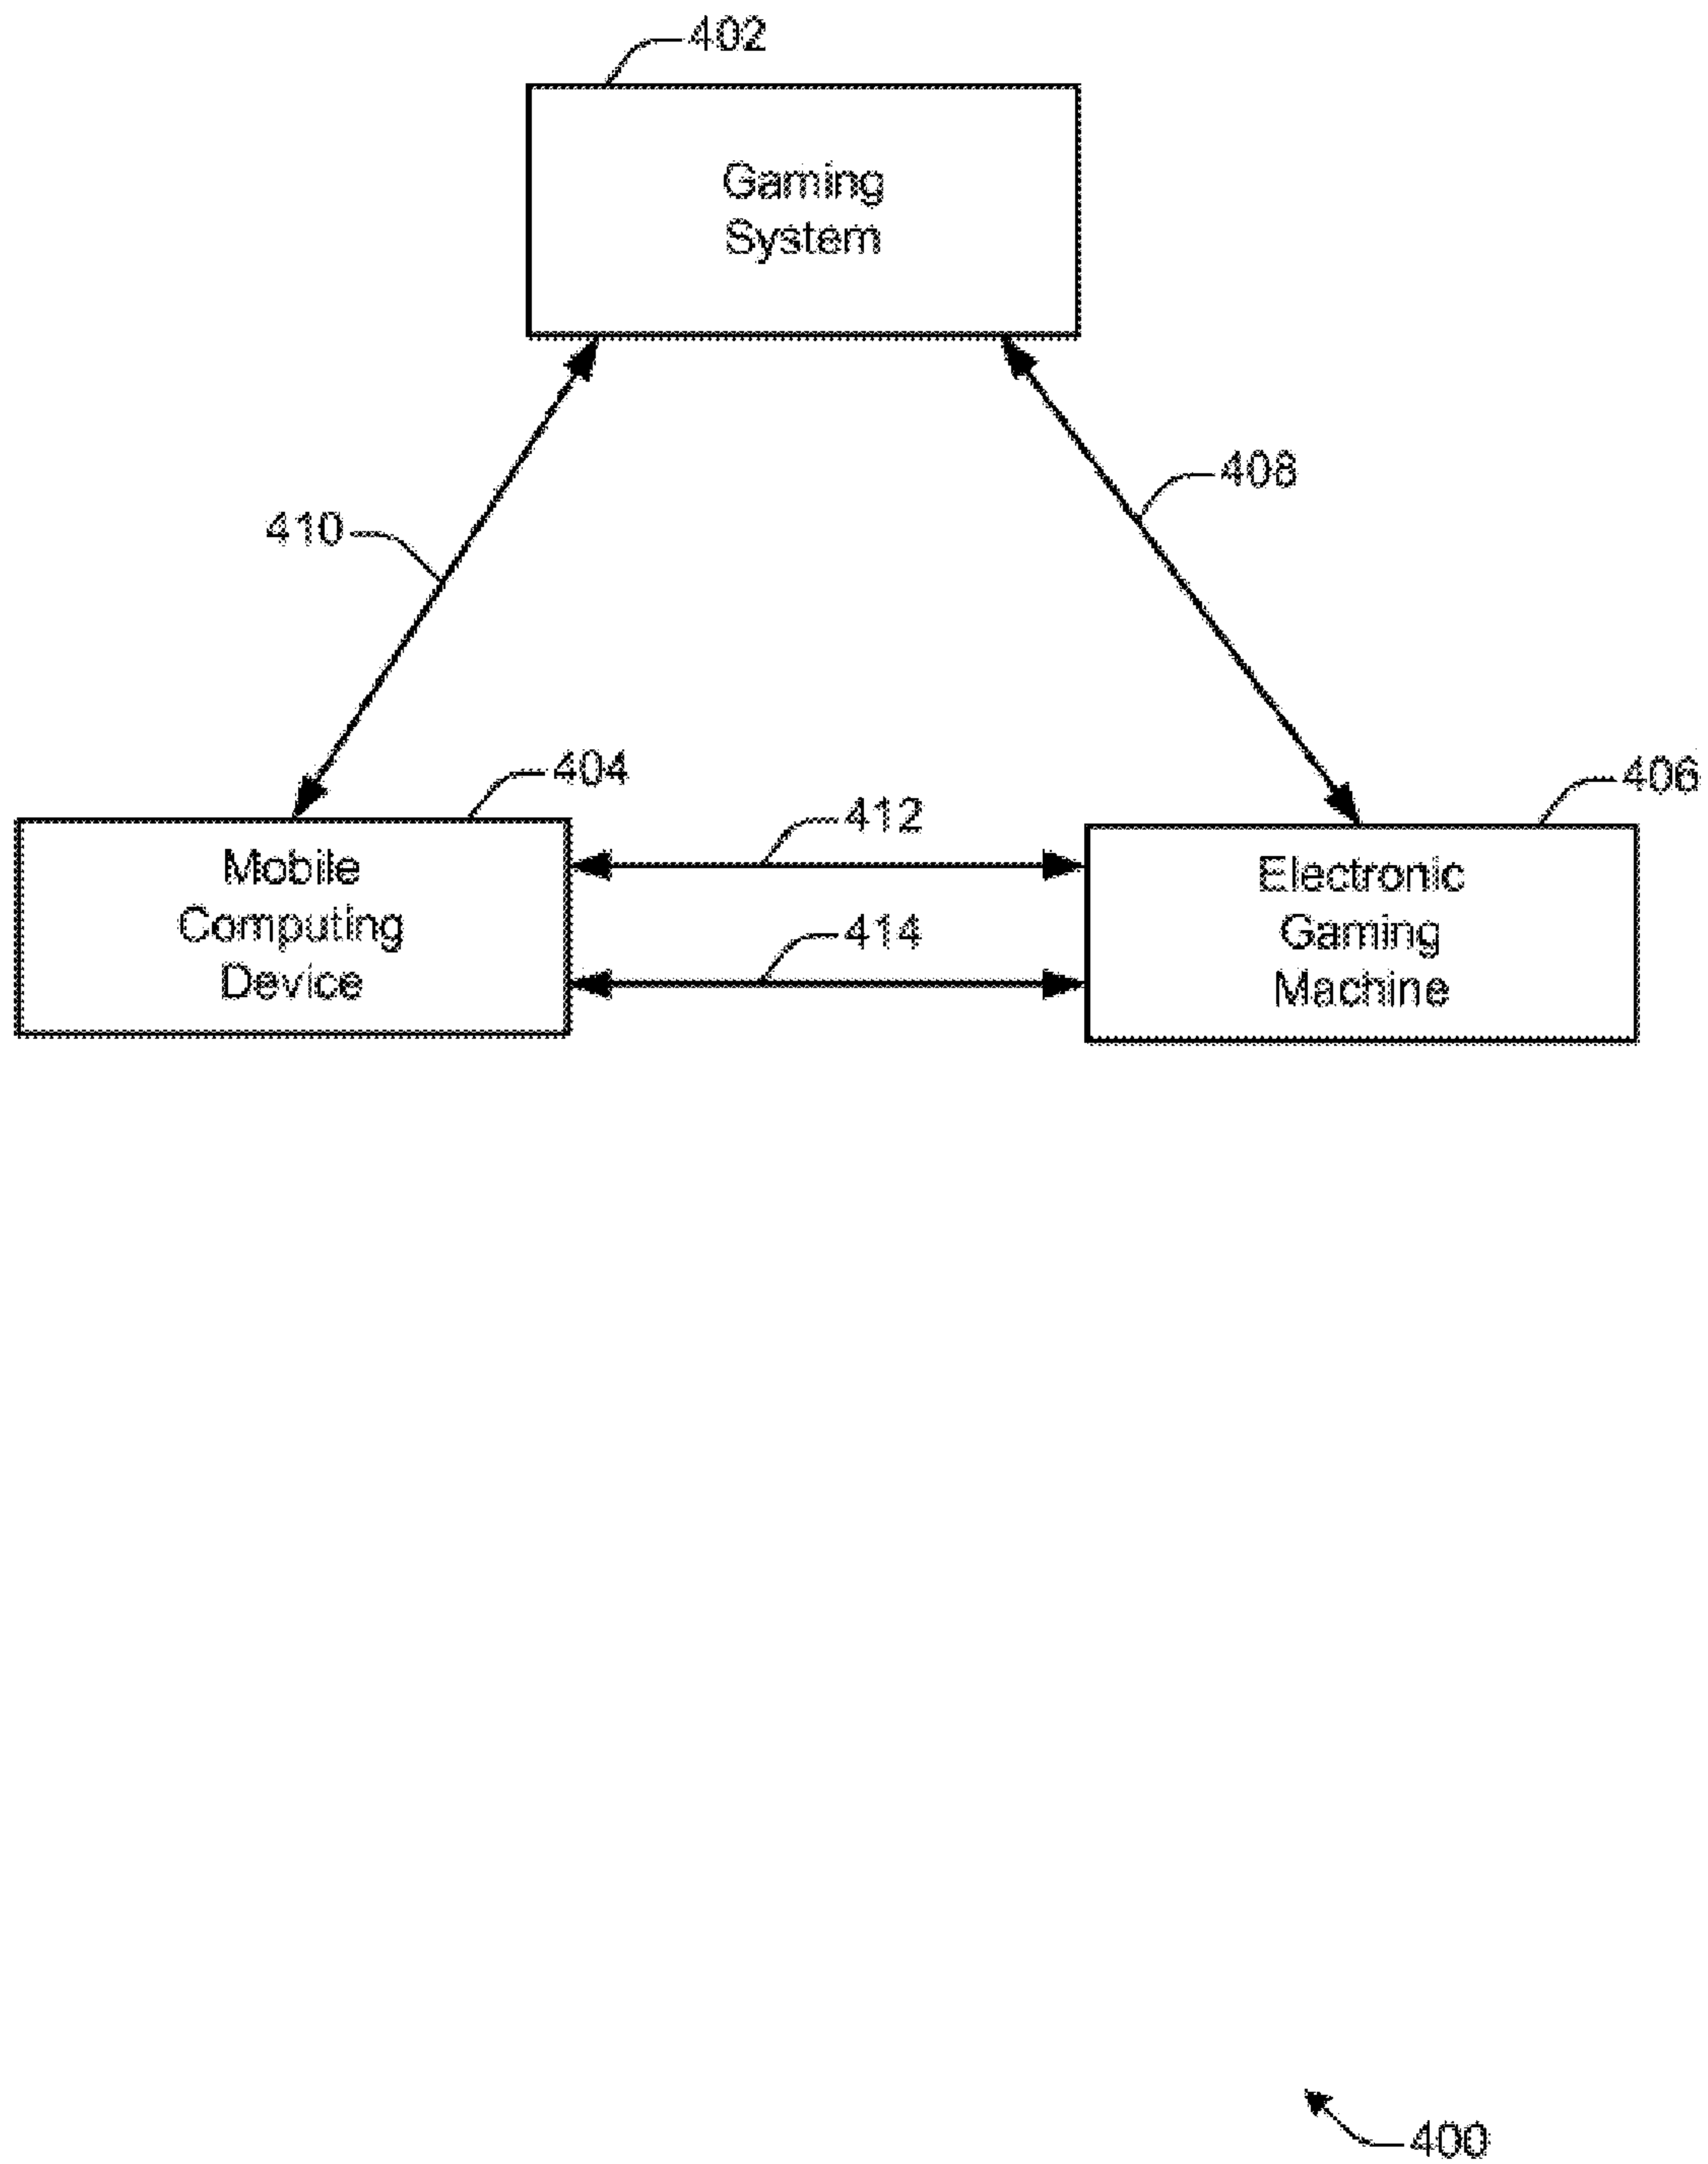 402
Gaming
System
408
410
404
406
412
Mobile
Computing
Device
Electronic
Gaming
Machine
414
400